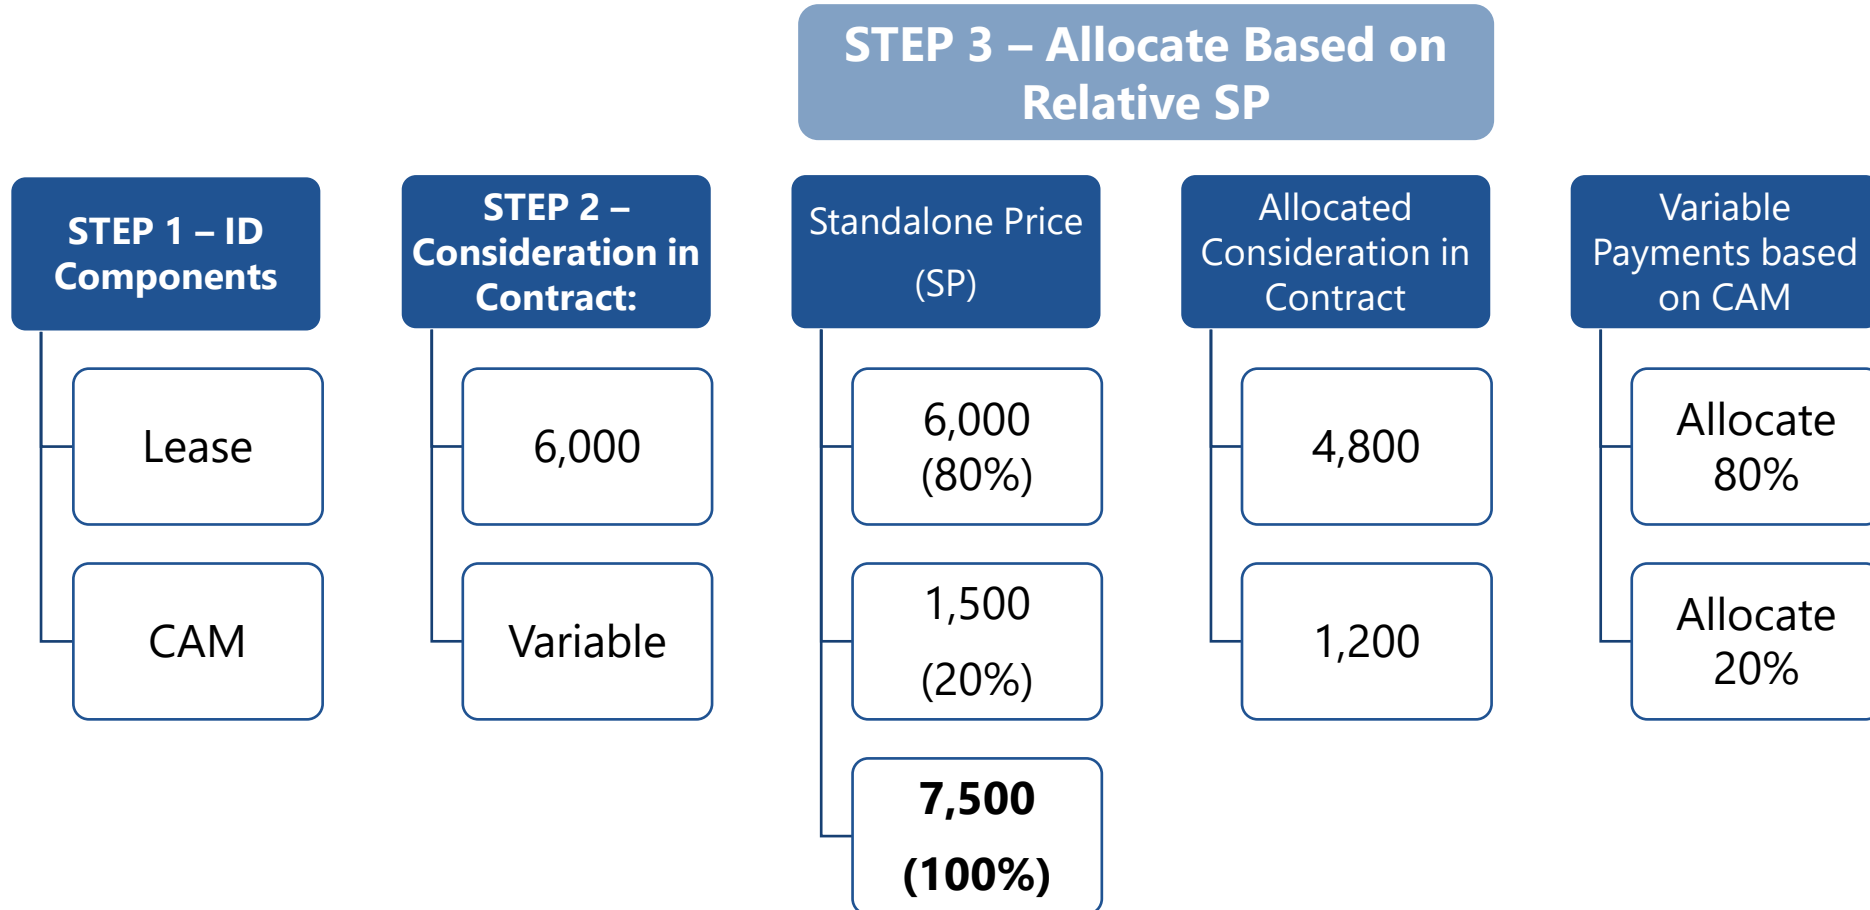 STEP 3 – Allocate Based on
Relative SP
STEP 1 – ID
Components
Lease
CAM
STEP 2 –
Consideration in
Contract:
6,000
Variable
Standalone Price
(SP)
6,000
(80%)
1,500
(20%)
7,500
(100%)
Allocated
Consideration in
Contract
4,800
1,200
Variable
Payments based
on CAM
Allocate
80%
Allocate
20%